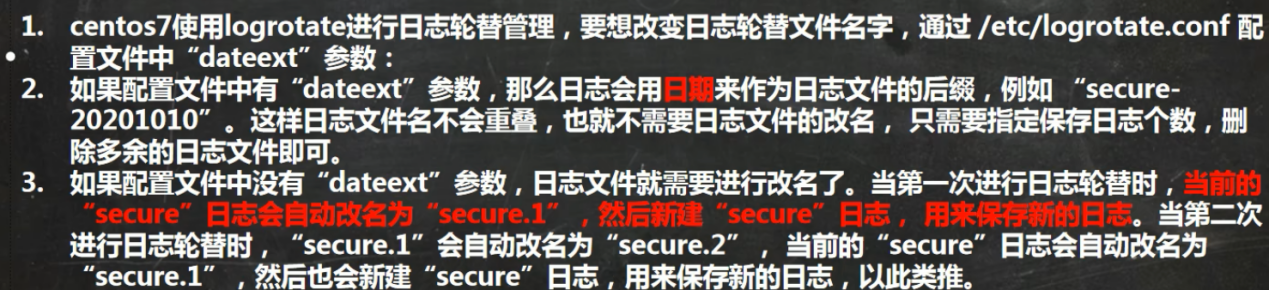 1. centos7使用logrotate进行日志轮替管理，要想改变日志轮替文件名字，通过 /etc/logrotate.conf 配
• 置文件中“dateext”参数：
2. 如果配置文件中有“dateext”参数，那么日志会用日期来作为日志文件的后缀，例如 “secure-
20201010”。这样日志文件名不会重叠，也就不需要日志文件的改名， 只需要指定保存日志个数，删
除多余的日志文件即可。
3. 如果配置文件中没有“dateext”参数，日志文件就需要进行改名了。当第一次进行日志轮替时，当前的
“secure”日志会自动改名为“secure.1”，然后新建“secure”日志， 用来保存新的日志。当第二次
进行日志轮替时，“secure.1”会自动改名为“secure.2”， 当前的“secure”日志会自动改名为
“secure.1”，然后也会新建“secure”日志，用来保存新的日志，以此类推。